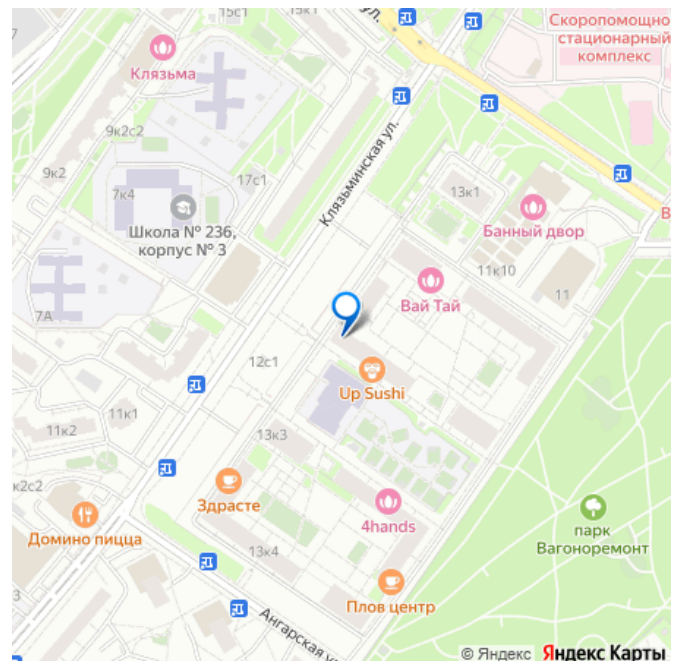 15с1
15к1
ул.
Скоропомощно
стационарный
комплекс
Клязьма
9к2с2
9к2
7к4
17с1
Клязьминская ул.
13к1
Школа № 236,
корпус № 3
Банный двор
В
11к10
11
Вай Тай
7А
12с1
Up Sushi
11к1
11к2
13к3
к2с2
Здрасте
4hands
парк
Вагоноремонт
Домино пицца
13к4
3
Плов центр
Ангарская ул.
© Яндекс Яндекс Карты